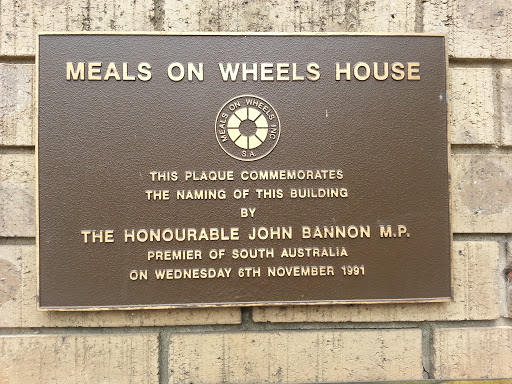 MEALS ON WHEELS HOUSE
MEALS ON WHEELS INC.
S.A.
THIS PLAQUE COMMEMORATES
THE NAMING OF THIS BUILDING
BY
THE HONOURABLE JOHN BANNON M.P.
PREMIER OF SOUTH AUSTRALIA
ON WEDNESDAY 6TH NOVEMBER 1991